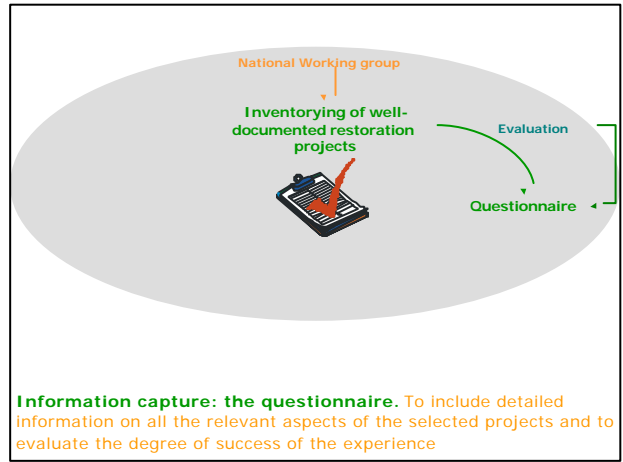 National Working group
Inventorying of well-
documented restoration
projects
Evaluation
Questionnaire
Information capture: the questionnaire. To include detailed
information on all the relevant aspects of the selected projects and to
evaluate the degree of success of the experience